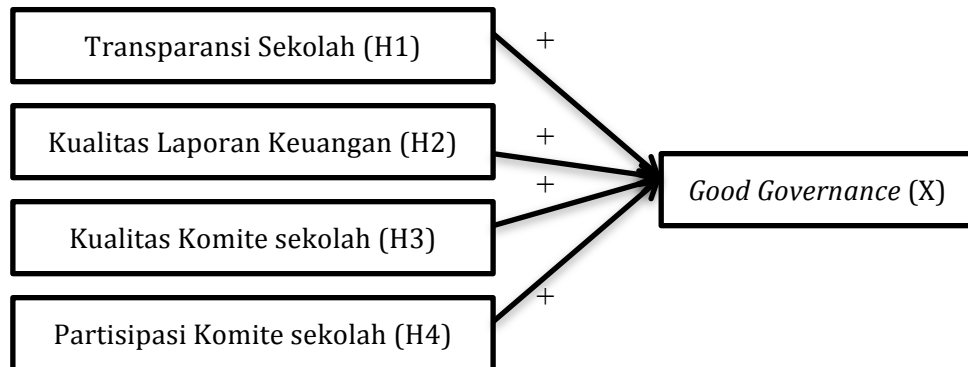 Transparansi Sekolah (H1)
+
Kualitas Laporan Keuangan (H2)
+
+
Good Governance (X)
Kualitas Komite sekolah (H3)
+
Partisipasi Komite sekolah (H4)